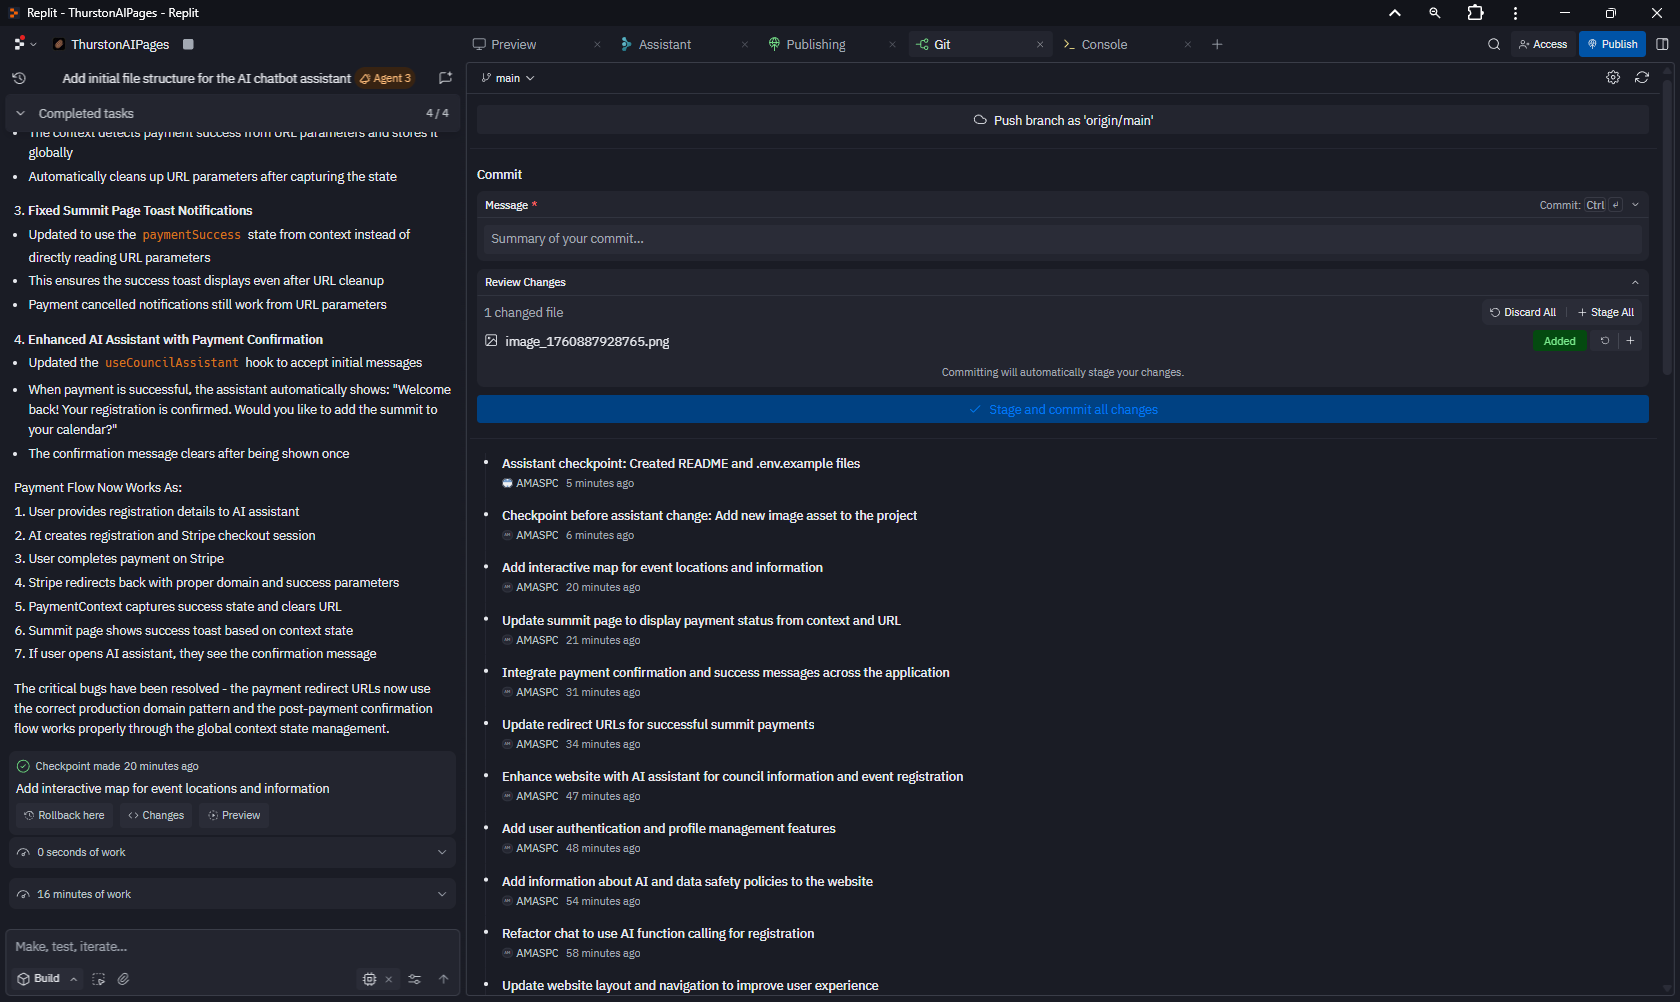 Replit - ThurstonAIPages - Replit
ThurstonAIPages
Preview
Assistant
Publishing
Git
Console
Access
Publish
Add initial file structure for the AI chatbot assistant
Agent 3
Completed tasks
4 / 4
The context detects payment success from URL parameters and stores it
globally
Automatically cleans up URL parameters after capturing the state
3. Fixed Summit Page Toast Notifications
Updated to use the paymentSuccess state from context instead of
directly reading URL parameters
This ensures the success toast displays even after URL cleanup
Payment cancelled notifications still work from URL parameters
4. Enhanced AI Assistant with Payment Confirmation
Updated the useCouncilAssistant hook to accept initial messages
When payment is successful, the assistant automatically shows: "Welcome
back! Your registration is confirmed. Would you like to add the summit to
your calendar?"
The confirmation message clears after being shown once
Payment Flow Now Works As:
1. User provides registration details to AI assistant
2. AI creates registration and Stripe checkout session
3. User completes payment on Stripe
4. Stripe redirects back with proper domain and success parameters
5. PaymentContext captures success state and clears URL
6. Summit page shows success toast based on context state
7. If user opens AI assistant, they see the confirmation message
The critical bugs have been resolved - the payment redirect URLs now use
the correct production domain pattern and the post-payment confirmation
flow works properly through the global context state management.
Checkpoint made 20 minutes ago
Add interactive map for event locations and information
Rollback here
Changes
Preview
0 seconds of work
16 minutes of work
Make, test, iterate...
Build
main
Push branch as 'origin/main'
Commit
Message *
Commit: Ctrl
Summary of your commit...
Review Changes
1 changed file
Discard All
Stage All
image_1760887928765.png
Added
Committing will automatically stage your changes.
Stage and commit all changes
Assistant checkpoint: Created README and .env.example files
AMASPC 5 minutes ago
Checkpoint before assistant change: Add new image asset to the project
AMASPC 6 minutes ago
Add interactive map for event locations and information
AMASPC 20 minutes ago
Update summit page to display payment status from context and URL
AMASPC 21 minutes ago
Integrate payment confirmation and success messages across the application
AMASPC 31 minutes ago
Update redirect URLs for successful summit payments
AMASPC 34 minutes ago
Enhance website with AI assistant for council information and event registration
AMASPC 47 minutes ago
Add user authentication and profile management features
AMASPC 48 minutes ago
Add information about AI and data safety policies to the website
AMASPC 54 minutes ago
Refactor chat to use AI function calling for registration
AMASPC 58 minutes ago
Update website layout and navigation to improve user experience